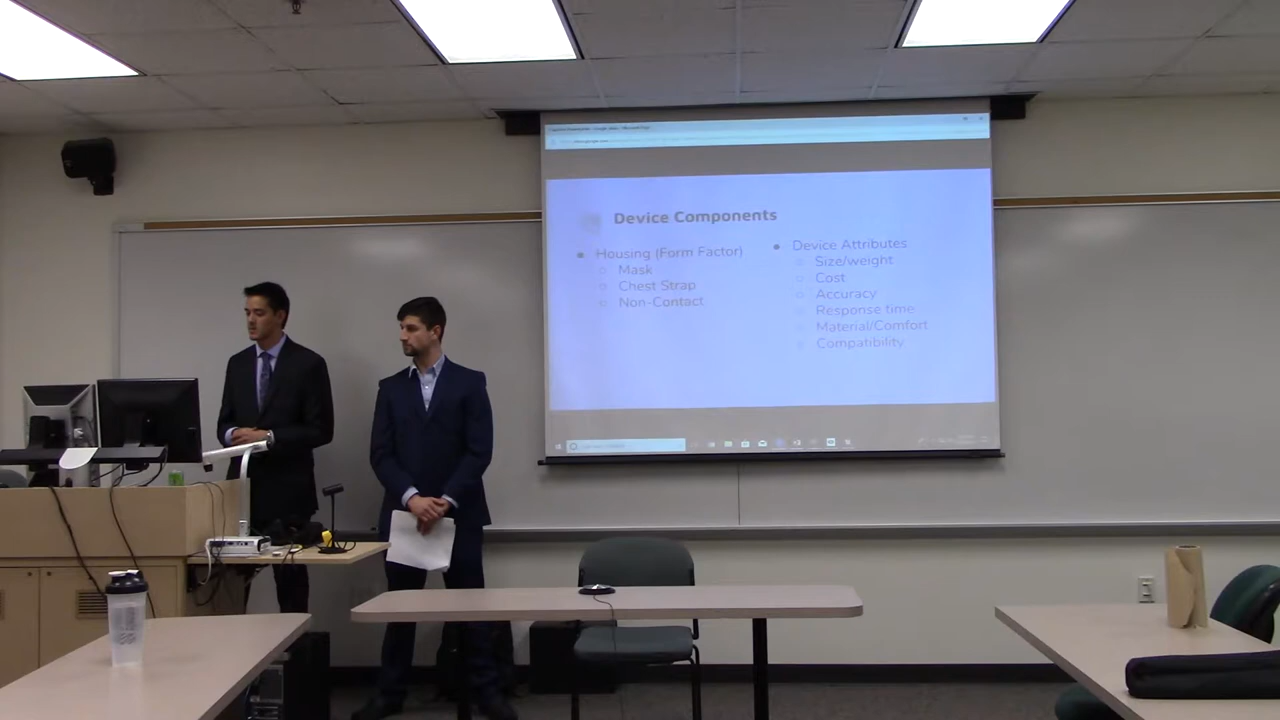 Device Components
Housing (Form Factor)
Mask
Chest Strap
Non-Contact
Device Attributes
Size/weight
Cost
Accuracy
Response time
Material/Comfort
Compatibility